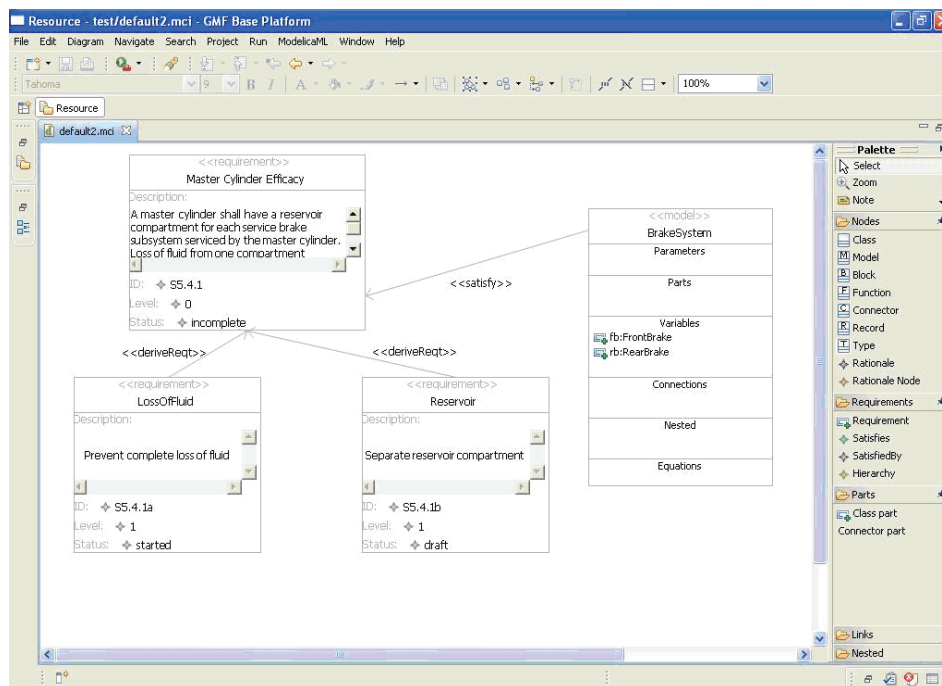 Resource - test/default2.mci - GMF Base Platform
File Edit Diagram Navigate Search Project Run ModelicaML Window Help
Tahoma 9 B I A 100%
Resource
default2.mci
<<requirement>>
Master Cylinder Efficacy
Description:
A master cylinder shall have a reservoir
compartment for each service brake
subsystem serviced by the master cylinder.
Loss of fluid from one compartment
ID: S5.4.1
Level: 0
Status: incomplete
<<satisfy>>
<<model>>
BrakeSystem
Parameters
Parts
Variables
fb:FrontBrake
rb:RearBrake
Connections
Nested
Equations
<<deriveReqt>>
<<deriveReqt>>
<<requirement>>
LossOfFluid
Description:
Prevent complete loss of fluid
ID: S5.4.1a
Level: 1
Status: started
<<requirement>>
Reservoir
Description:
Separate reservoir compartment
ID: S5.4.1b
Level: 1
Status: draft
Palette
Select
Zoom
Note
Nodes
Class
M Model
B Block
F Function
C Connector
R Record
T Type
Rationale
Rationale Node
Requirements
Requirement
Satisfies
SatisfiedBy
Hierarchy
Parts
Class part
Connector part
Links
Nested